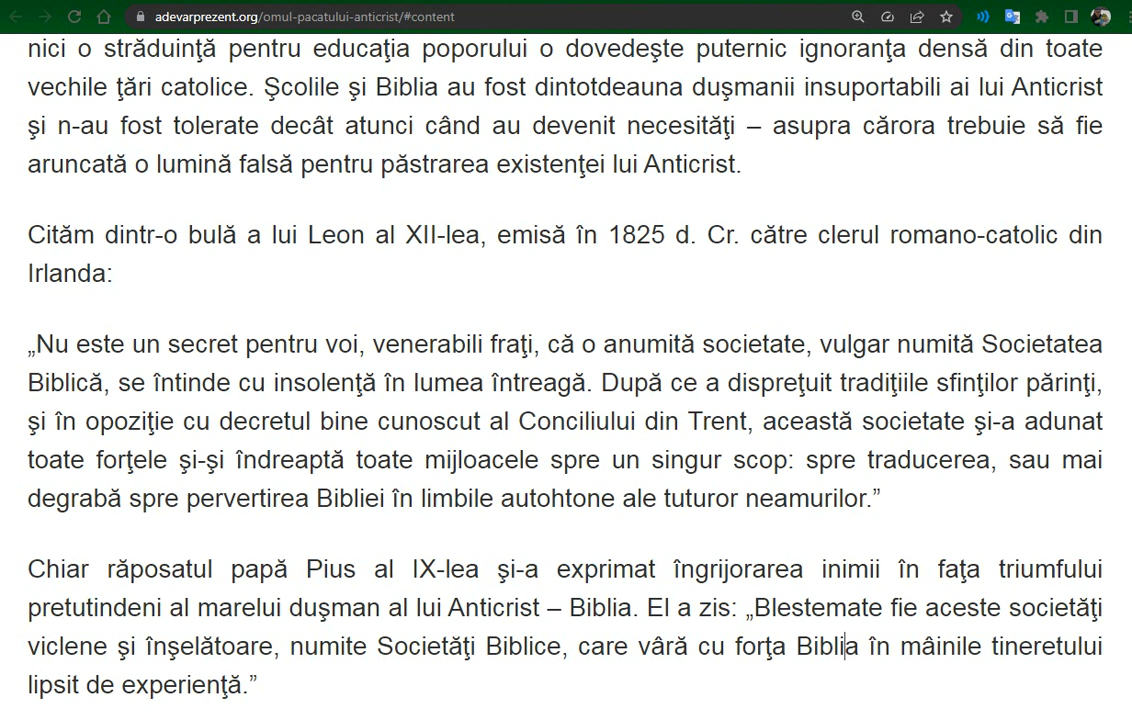 adevarprezent.org/omul-pacatului-anticrist/#content
nici o străduinţă pentru educaţia poporului o dovedeşte puternic ignoranţa densă din toate
vechile ţări catolice. Şcolile şi Biblia au fost dintotdeauna duşmanii insuportabili ai lui Anticrist
şi n-au fost tolerate decât atunci când au devenit necesităţi – asupra cărora trebuie să fie
aruncată o lumină falsă pentru păstrarea existenţei lui Anticrist.
Cităm dintr-o bulă a lui Leon al XII-lea, emisă în 1825 d. Cr. către clerul romano-catolic din
Irlanda:
„Nu este un secret pentru voi, venerabili fraţi, că o anumită societate, vulgar numită Societatea
Biblică, se întinde cu insolenţă în lumea întreagă. După ce a dispreţuit tradiţiile sfinţilor părinţi,
şi în opoziţie cu decretul bine cunoscut al Conciliului din Trent, această societate şi-a adunat
toate forţele şi-şi îndreaptă toate mijloacele spre un singur scop: spre traducerea, sau mai
degrabă spre pervertirea Bibliei în limbile autohtone ale tuturor neamurilor.”
Chiar răposatul papă Pius al IX-lea şi-a exprimat îngrijorarea inimii în faţa triumfului
pretutindeni al marelui duşman al lui Anticrist – Biblia. El a zis: „Blestemate fie aceste societăţi
viclene şi înşelătoare, numite Societăţi Biblice, care vâră cu forţa Biblia în mâinile tineretului
lipsit de experienţă.”